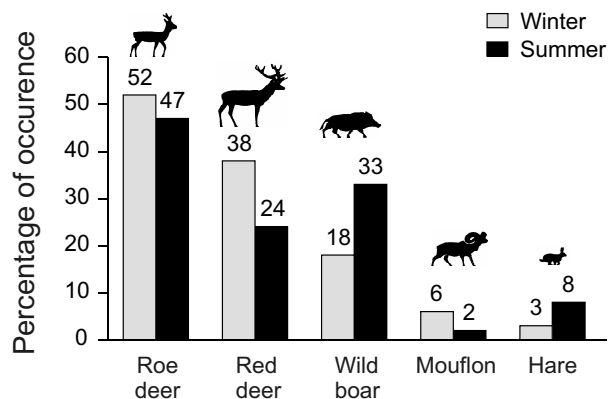 Winter
Summer
Percentage of occurence
60
50
40
30
20
10
0
52
47
38
24
18
33
6
2
3
8
Roe
deer
Red
deer
Wild
boar
Mouflon
Hare